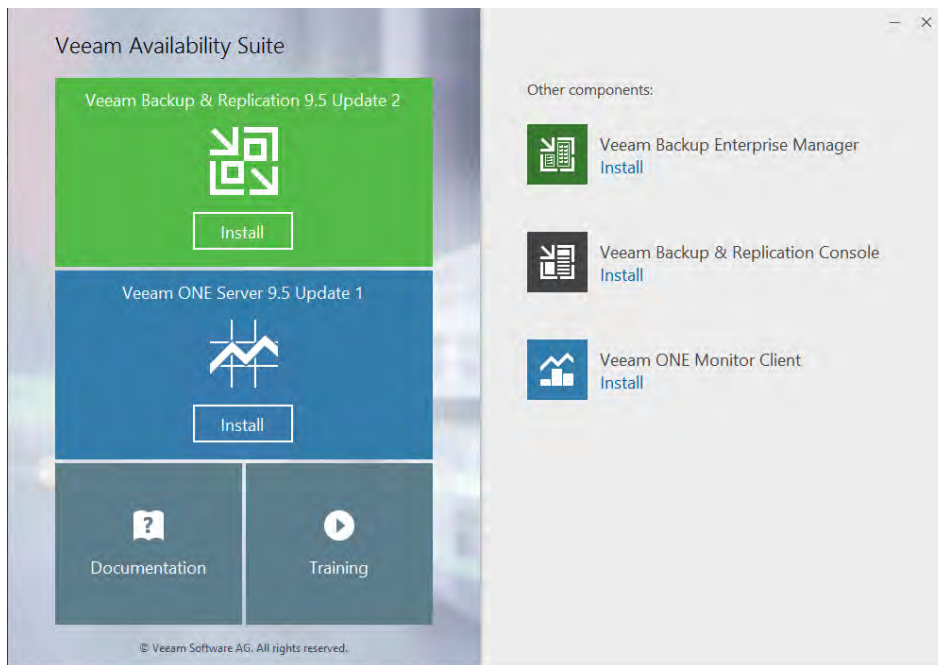 Veeam Availability Suite
Veeam Backup & Replication 9.5 Update 2
Install
Veeam ONE Server 9.5 Update 1
Install
?
Documentation
Training
© Veeam Software AG. All rights reserved.
Other components:
Veeam Backup Enterprise Manager
Install
Veeam Backup & Replication Console
Install
Veeam ONE Monitor Client
Install